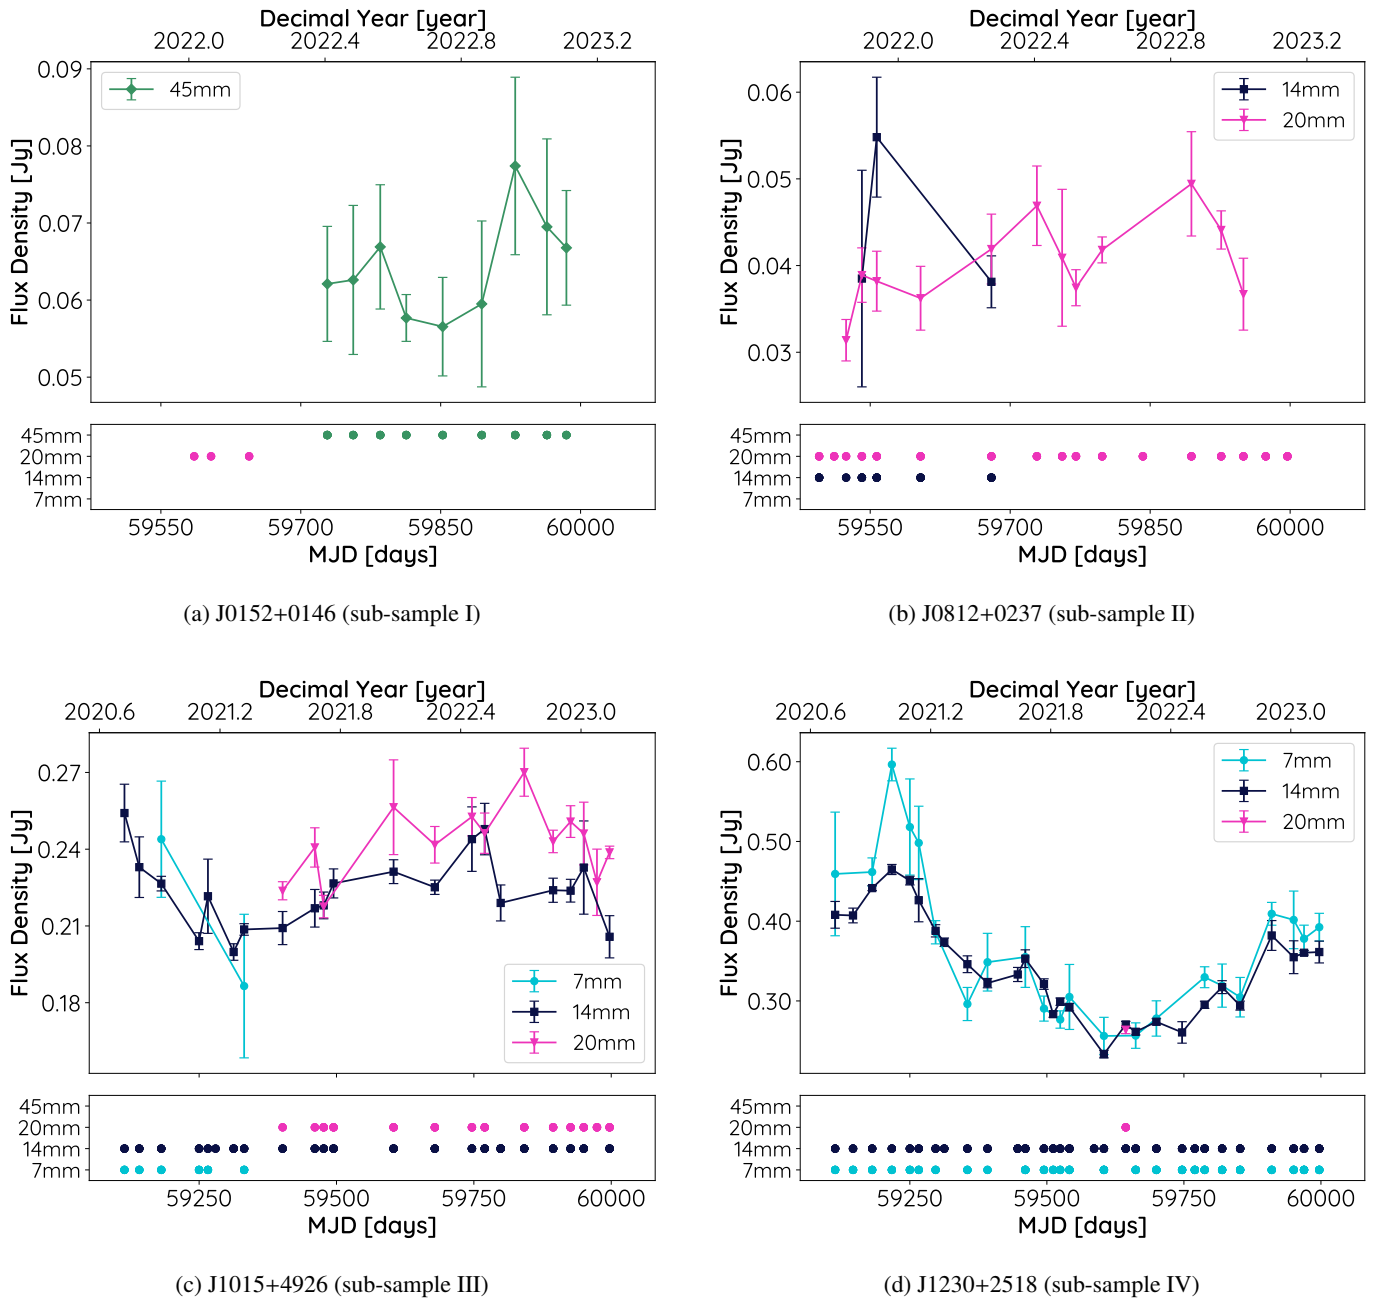 Decimal Year [year]
2022.0 2022.4 2022.8 2023.2
0.09
0.08
0.07
0.06
0.05
Flux Density [Jy]
45mm
45mm
20mm
14mm
7mm
59550 59700 59850 60000
MJD [days]
(a) J0152+0146 (sub-sample I)
Decimal Year [year]
2022.0 2022.4 2022.8 2023.2
0.06
0.05
0.04
0.03
Flux Density [Jy]
14mm
20mm
45mm
20mm
14mm
7mm
59550 59700 59850 60000
MJD [days]
(b) J0812+0237 (sub-sample II)
Decimal Year [year]
2020.6 2021.2 2021.8 2022.4 2023.0
0.27
0.24
0.21
0.18
Flux Density [Jy]
7mm
14mm
20mm
45mm
20mm
14mm
7mm
59250 59500 59750 60000
MJD [days]
(c) J1015+4926 (sub-sample III)
Decimal Year [year]
2020.6 2021.2 2021.8 2022.4 2023.0
0.60
0.50
0.40
0.30
Flux Density [Jy]
7mm
14mm
20mm
45mm
20mm
14mm
7mm
59250 59500 59750 60000
MJD [days]
(d) J1230+2518 (sub-sample IV)